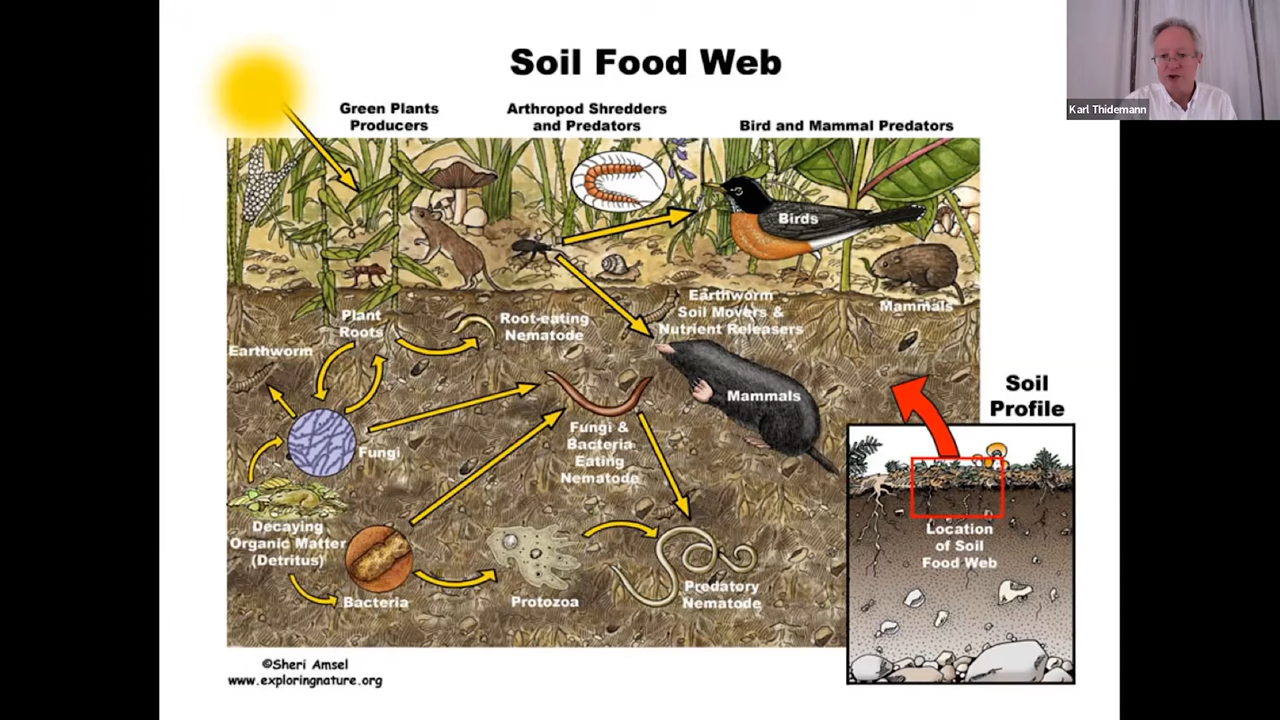 Soil Food Web
Karl Thidemann
Green Plants
Producers
Arthropod Shredders
and Predators
Bird and Mammal Predators
Birds
Mammals
Plant
Roots
Root-eating
Nematode
Earthworm
Soil Movers &
Nutrient Releasers
Earthworm
Mammals
Fungi
Fungi &
Bacteria
Eating
Nematode
Decaying
Organic Matter
(Detritus)
Bacteria
Protozoa
Predatory
Nematode
Soil
Profile
Location
of Soil
Food Web
©Sheri Amsel
www.exploringnature.org